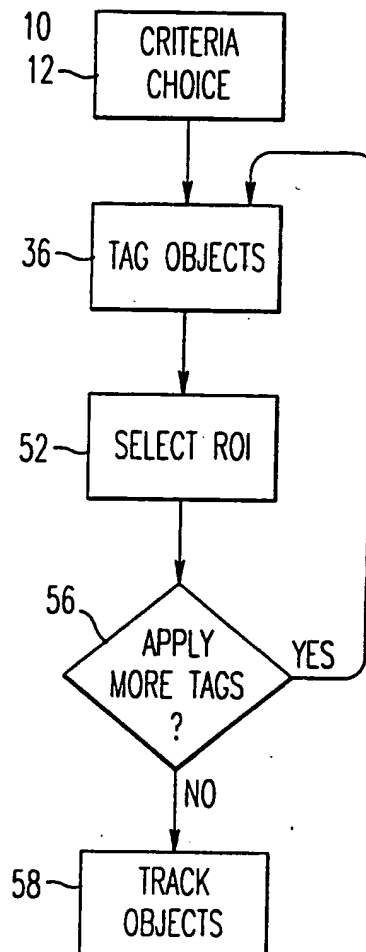 10
12
CRITERIA
CHOICE
36
TAG OBJECTS
52
SELECT ROI
56
APPLY
MORE TAGS
?
YES
NO
58
TRACK
OBJECTS